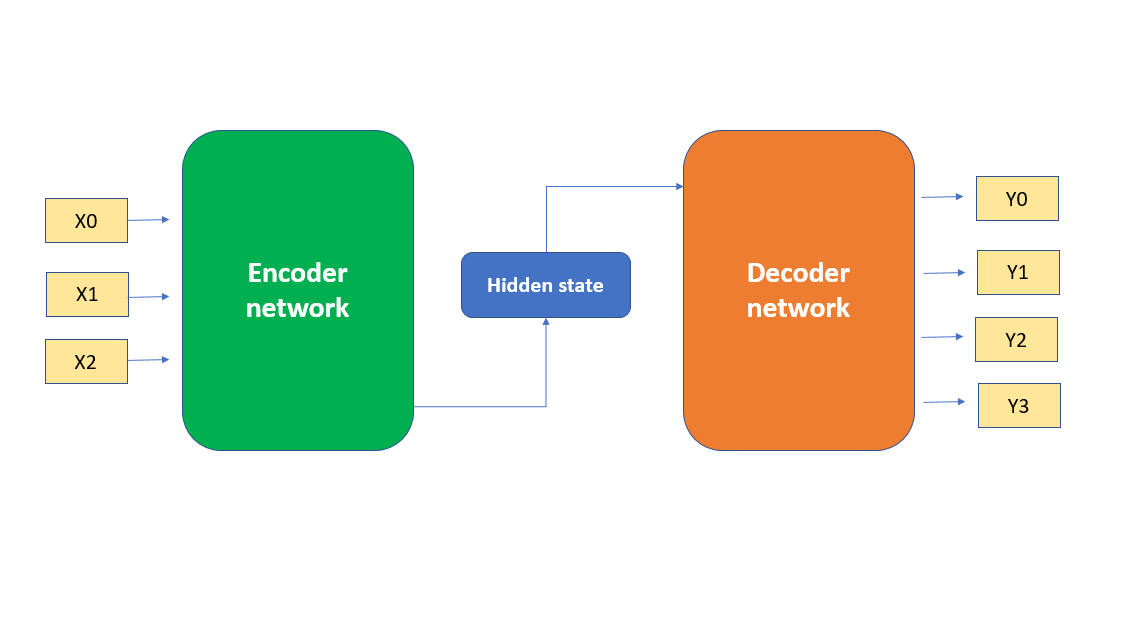 X0
X1
X2
Encoder
network
Hidden state
Decoder
network
Y0
Y1
Y2
Y3